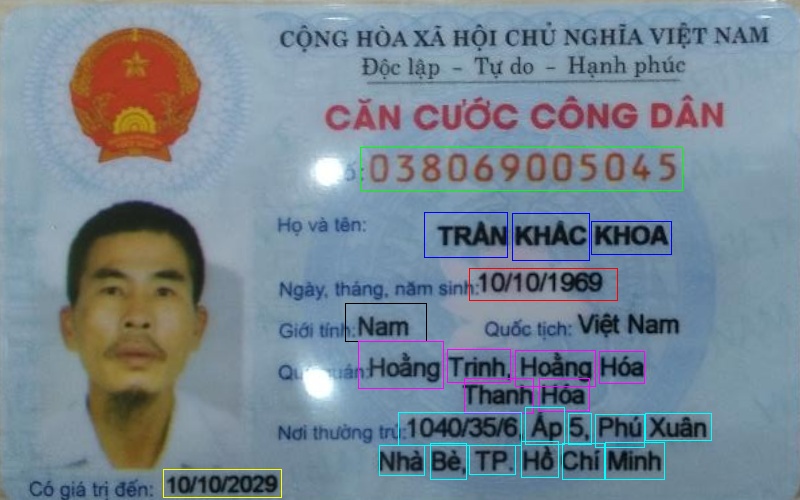 CỘNG HÒA XÃ HỘI CHỦ NGHĨA VIỆT NAM
Độc lập - Tự do - Hạnh phúc
CĂN CƯỚC CÔNG DÂN
Số: 038069005045
Họ và tên: TRẦN KHẮC KHOA
Ngày, tháng, năm sinh: 10/10/1969
Giới tính: Nam Quốc tịch: Việt Nam
Quê quán: Hoằng Trinh, Hoằng Hóa
Thanh Hóa
Nơi thường trú: 1040/35/6, Ấp 5, Phú Xuân
Nhà Bè, TP. Hồ Chí Minh
Có giá trị đến: 10/10/2029